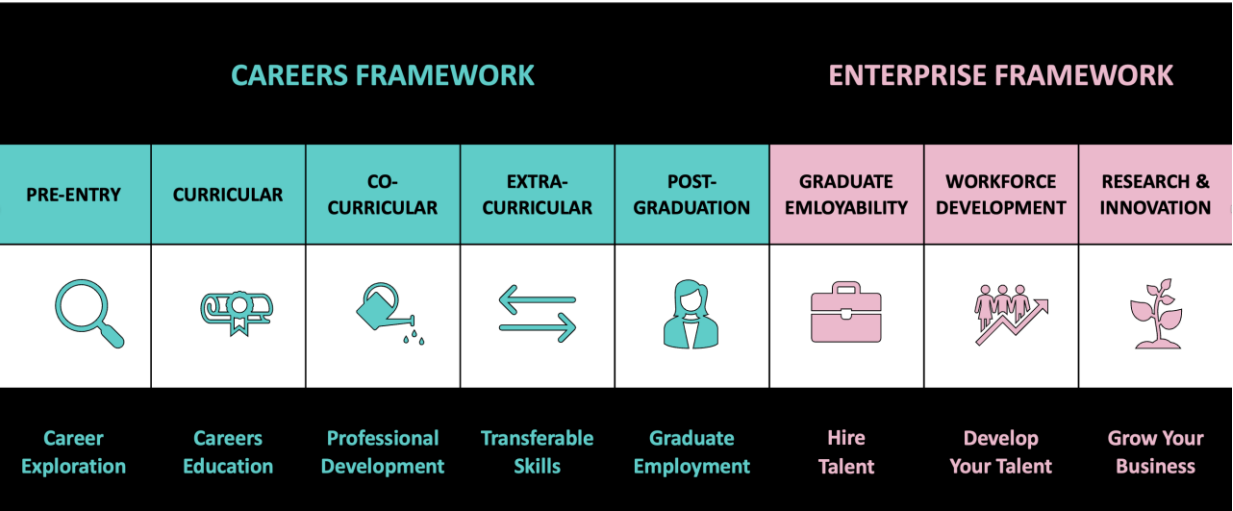 CAREERS FRAMEWORK
ENTERPRISE FRAMEWORK
PRE-ENTRY
CURRICULAR
CO-
CURRICULAR
EXTRA-
CURRICULAR
POST-
GRADUATION
GRADUATE
EMLOYABILITY
WORKFORCE
DEVELOPMENT
RESEARCH &
INNOVATION
Career
Exploration
Careers
Education
Professional
Development
Transferable
Skills
Graduate
Employment
Hire
Talent
Develop
Your Talent
Grow Your
Business